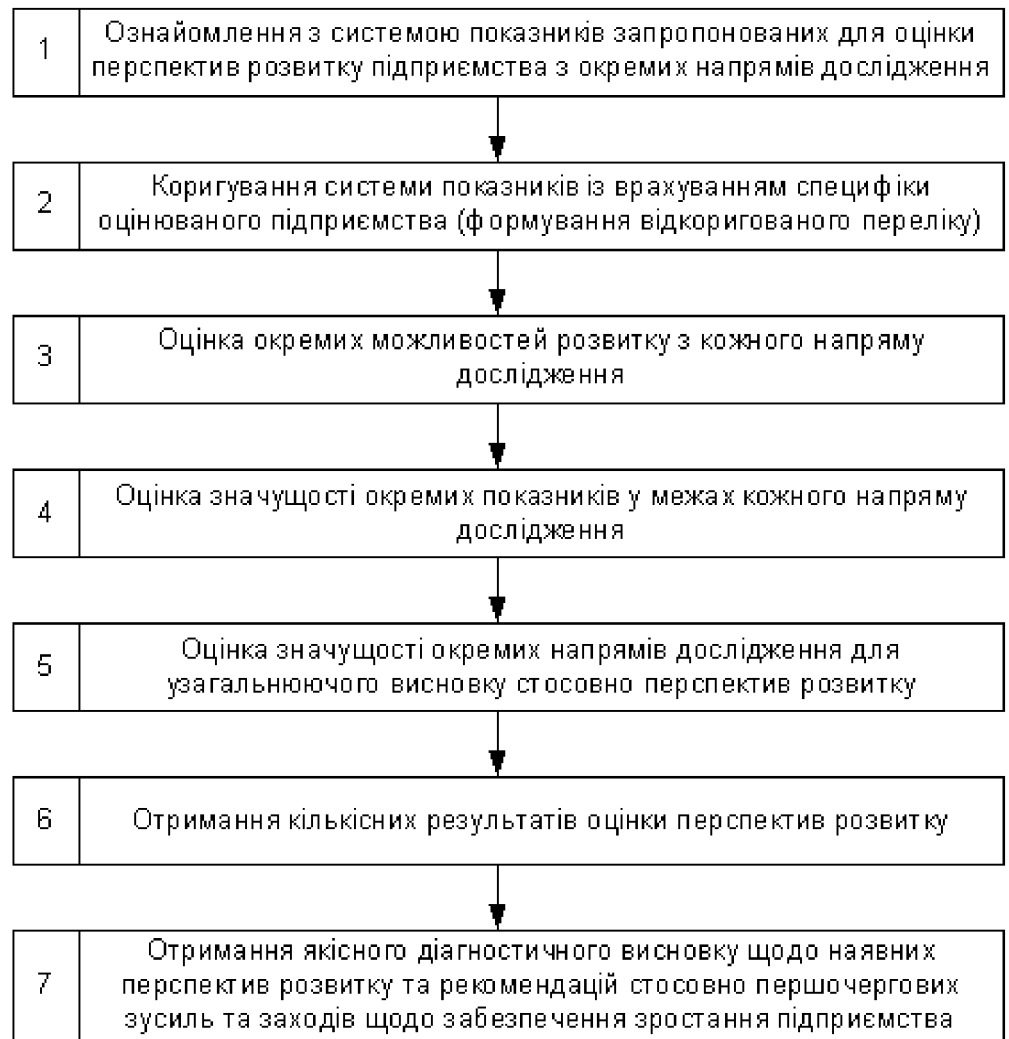 1
Ознайомлення з системою показників запропонованих для оцінки
перспектив розвитку підприємства з окремих напрямів дослідження
2
Коригування системи показників із врахуванням специфіки
оцінюваного підприємства (формування відкоригованого переліку)
3
Оцінка окремих можливостей розвитку з кожного напряму
дослідження
4
Оцінка значущості окремих показників у межах кожного напряму
дослідження
5
Оцінка значущості окремих напрямів дослідження для
узагальнюючого висновку стосовно перспектив розвитку
6
Отримання кількісних результатів оцінки перспектив розвитку
7
Отримання якісного діагностичного висновку щодо наявних
перспектив розвитку та рекомендацій стосовно першочергових
зусиль та заходів щодо забезпечення зростання підприємства